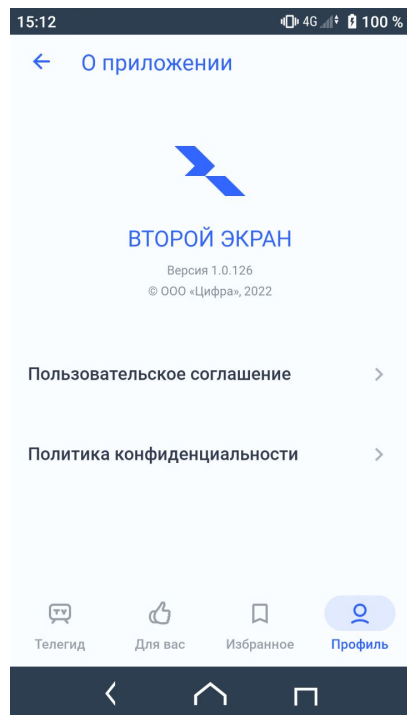 15:12 4G 100 %
О приложении
ВТОРОЙ ЭКРАН
Версия 1.0.126
© ООО «Цифра», 2022
Пользовательское соглашение
Политика конфиденциальности
TV
Телегид Для вас Избранное Профиль